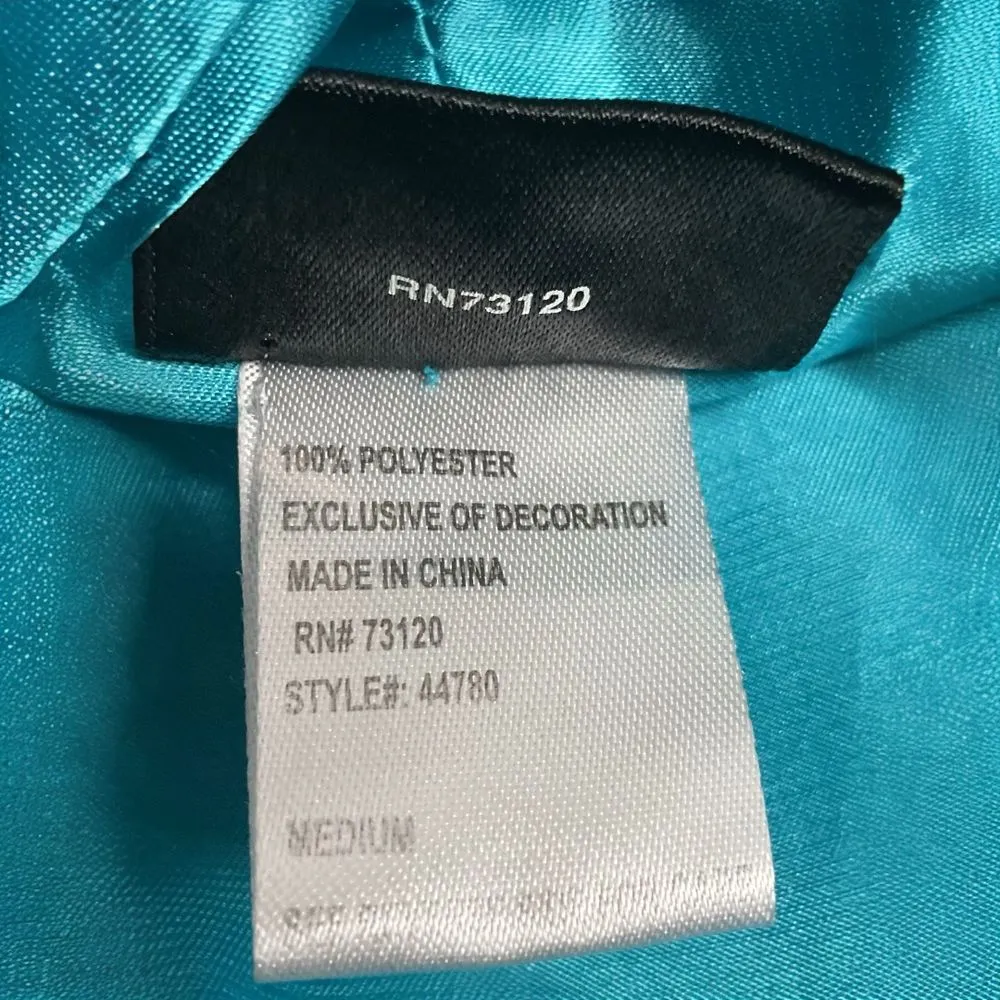 RN73120
100% POLYESTER
EXCLUSIVE OF DECORATION
MADE IN CHINA
RN# 73120
STYLE#: 44780
MEDIUM